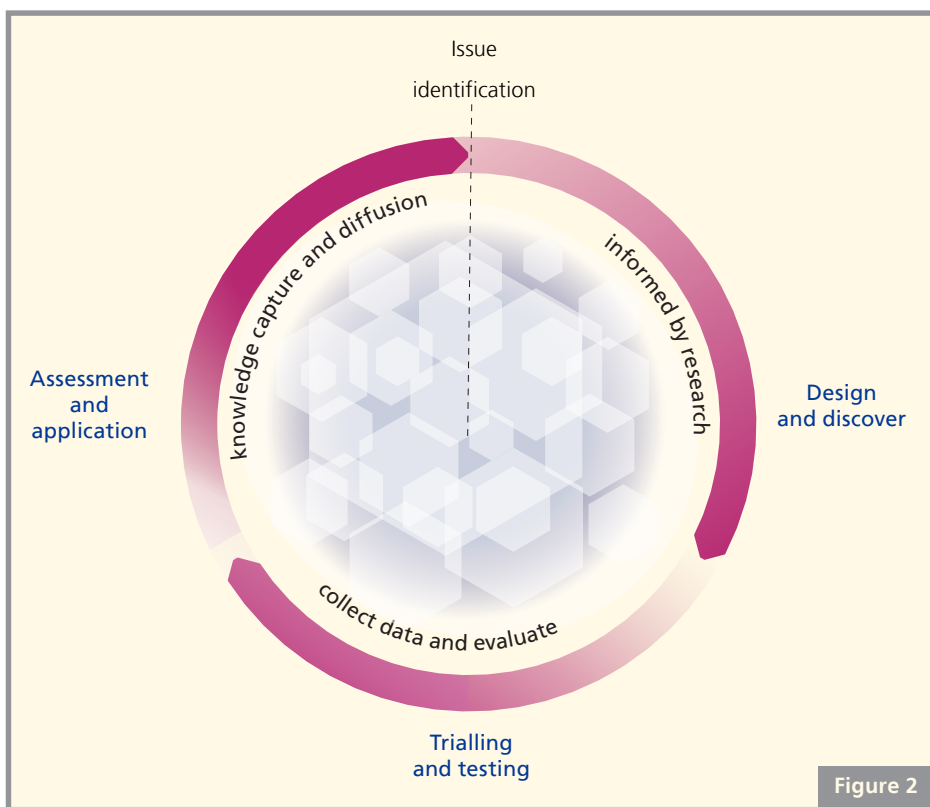 Issue
identification
informed by research
Design
and discover
collect data and evaluate
Trialling
and testing
knowledge capture and diffusion
Assessment
and
application
Figure 2